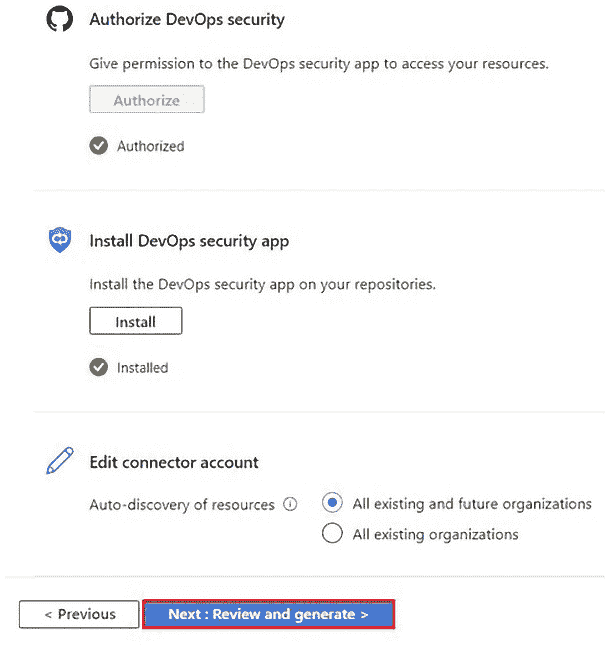 Authorize DevOps security
Give permission to the DevOps security app to access your resources.
Authorize
Authorized
Install DevOps security app
Install the DevOps security app on your repositories.
Install
Installed
Edit connector account
Auto-discovery of resources
All existing and future organizations
All existing organizations
< Previous
Next : Review and generate >